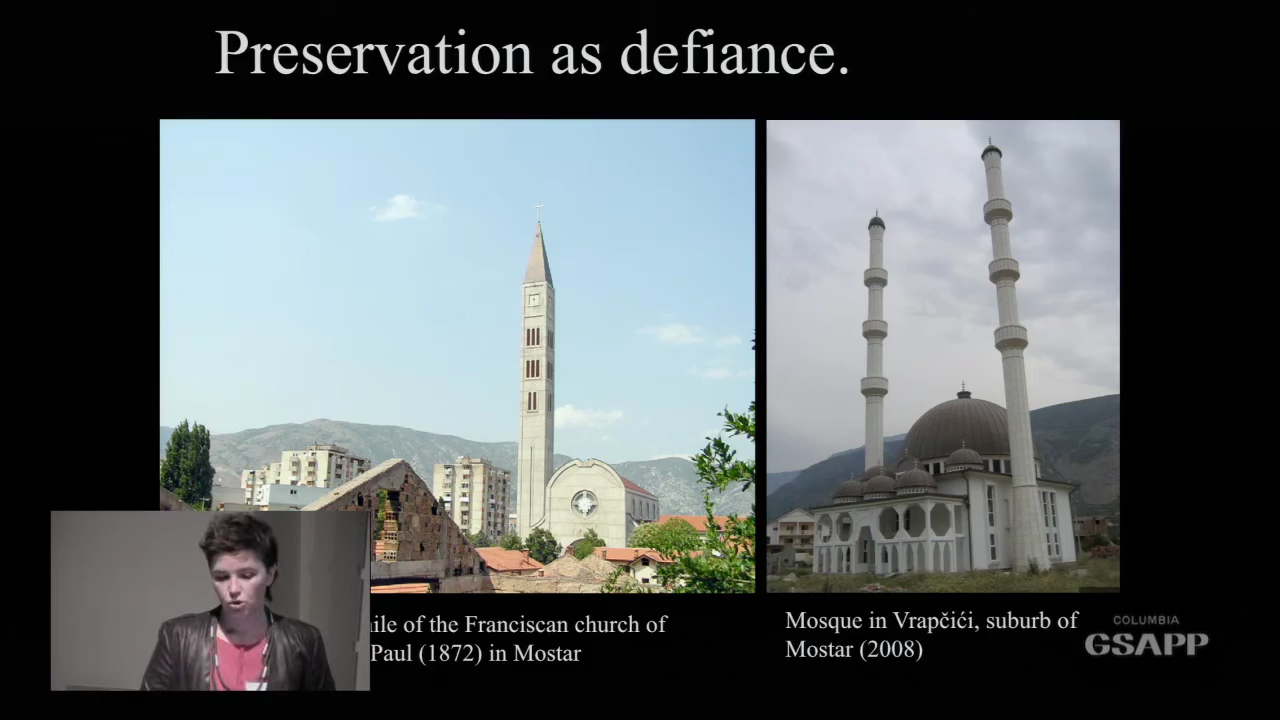 Preservation as defiance.
of the Franciscan church of
Paul (1872) in Mostar
Mosque in Vrapčići, suburb of
Mostar (2008)
COLUMBIA
GSAPP